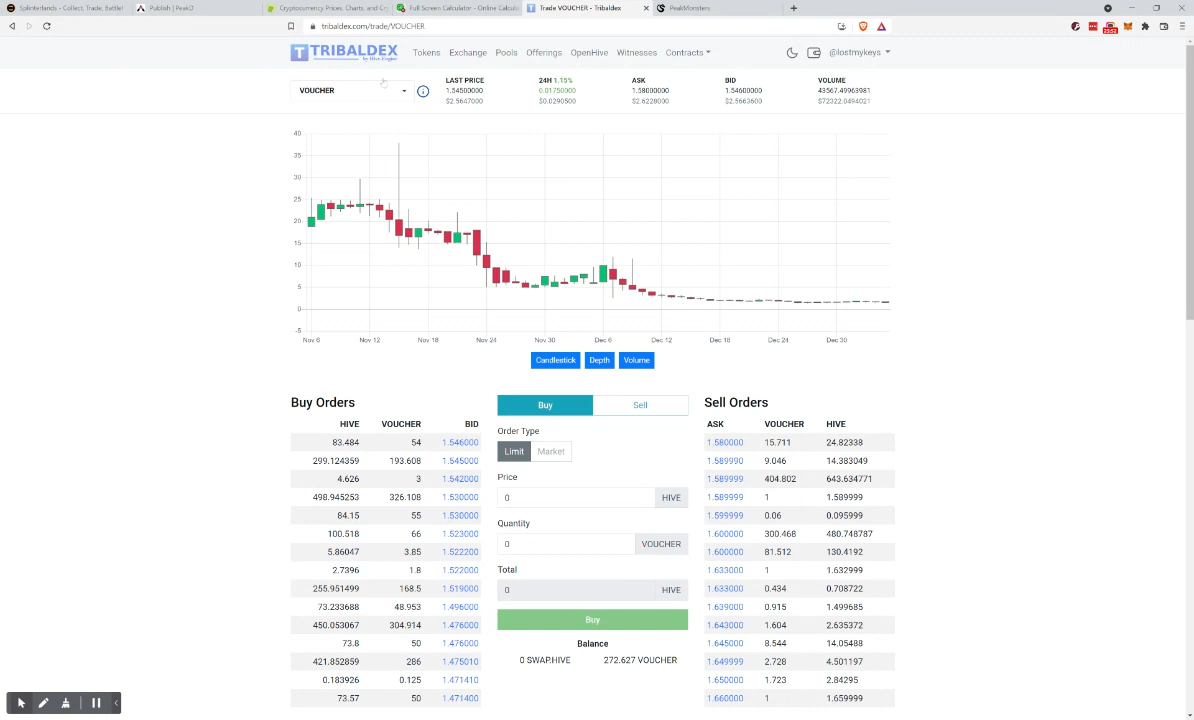 Splinterlands - Collect, Trade, Battle!
Publish | PeakD
Cryptocurrency Prices, Charts, and Cry
Full Screen Calculator - Online Calcula
Trade VOUCHER - Tribaldex
PeakMonsters
tribaldex.com/trade/VOUCHER
23:52
TRIBALDEX
by Hive Engine
Tokens Exchange Pools Offerings OpenHive Witnesses Contracts
@lostmykeys
VOUCHER
LAST PRICE 24H 1.15% ASK BID VOLUME
1.54500000 0.01750000 1.58000000 1.54600000 43567.49963981
$2.5647000 $0.0290500 $2.6228000 $2.5663600 $72322.0494021
40
35
30
25
20
15
10
5
0
-5
Nov 6 Nov 12 Nov 18 Nov 24 Nov 30 Dec 6 Dec 12 Dec 18 Dec 24 Dec 30
Candlestick Depth Volume
Buy Orders
HIVE VOUCHER BID
83.484 54 1.546000
299.124359 193.608 1.545000
4.626 3 1.542000
498.945253 326.108 1.530000
84.15 55 1.530000
100.518 66 1.523000
5.86047 3.85 1.522200
2.7396 1.8 1.522000
255.951499 168.5 1.519000
73.233688 48.953 1.496000
450.053067 304.914 1.476000
73.8 50 1.476000
421.852859 286 1.475010
0.183926 0.125 1.471410
73.57 50 1.471400
Buy Sell
Order Type
Limit Market
Price
0 HIVE
Quantity
0 VOUCHER
Total
0 HIVE
Buy
Balance
0 SWAP.HIVE 272.627 VOUCHER
Sell Orders
ASK VOUCHER HIVE
1.580000 15.711 24.82338
1.589990 9.046 14.383049
1.589999 404.802 643.634771
1.589999 1 1.589999
1.599999 0.06 0.095999
1.600000 300.468 480.748787
1.600000 81.512 130.4192
1.633000 1 1.632999
1.633000 0.434 0.708722
1.639000 0.915 1.499685
1.643000 1.604 2.635372
1.645000 8.544 14.05488
1.649999 2.728 4.501197
1.650000 1.723 2.84295
1.660000 1 1.659999